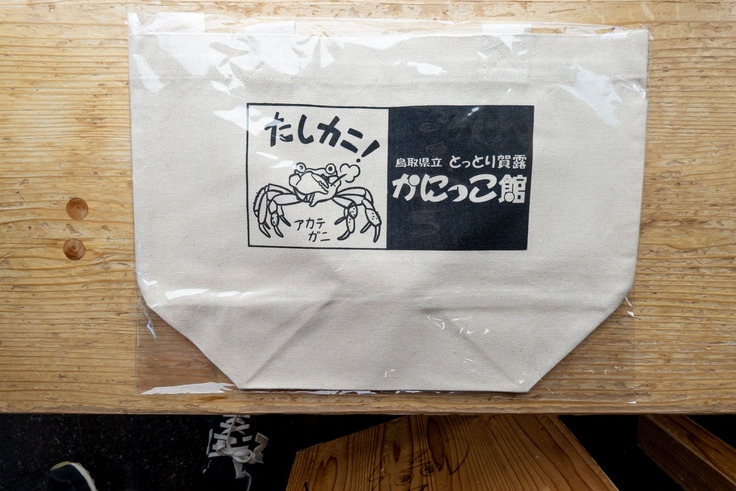 たしカニ!
アカテ
ガニ
鳥取県立 とっとり賀露
かにっこ館